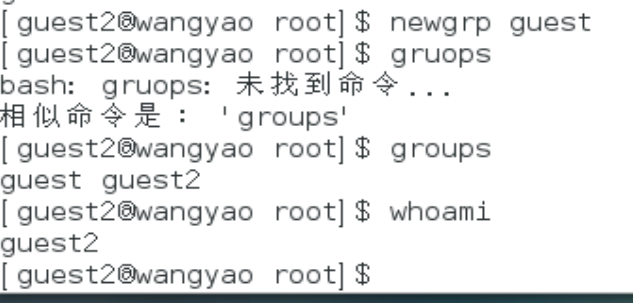 [guest2@wangyao root]$ newgrp guest
[guest2@wangyao root]$ gruops
bash: gruops: 未找到命令...
相似命令是： 'groups'
[guest2@wangyao root]$ groups
guest guest2
[guest2@wangyao root]$ whoami
guest2
[guest2@wangyao root]$